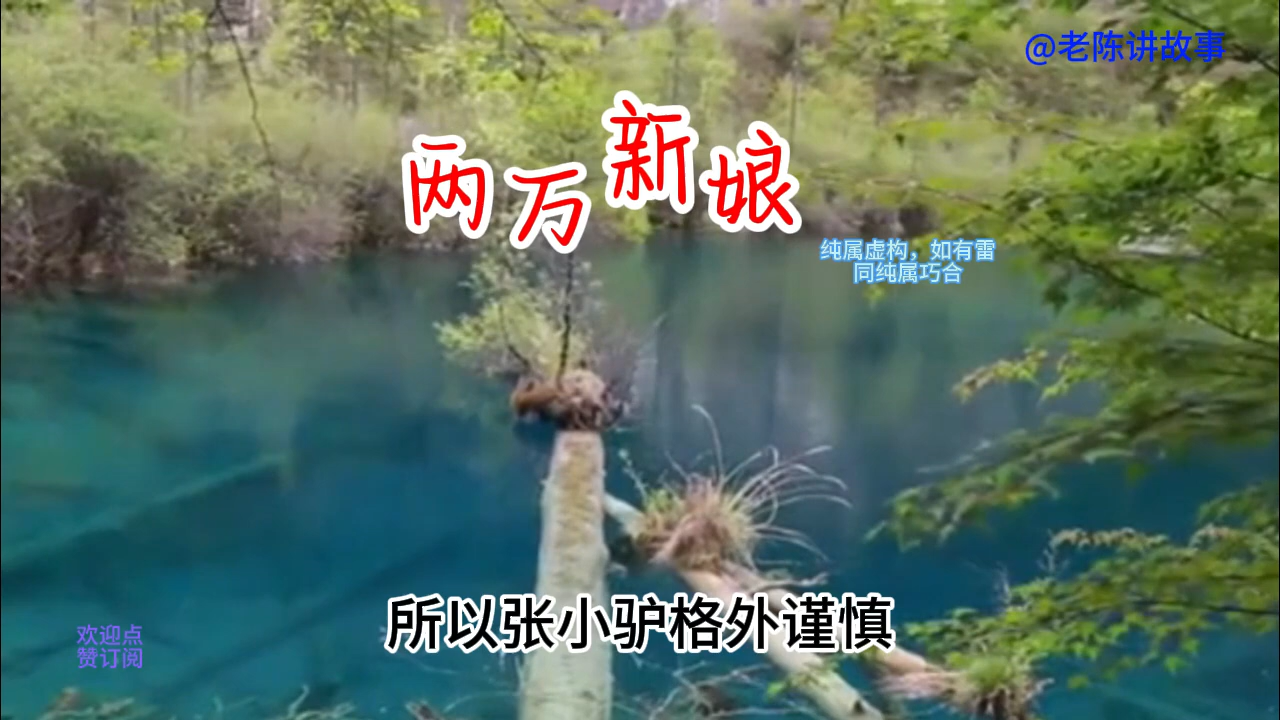 @老陈讲故事
两万新娘
纯属虚构，如有雷
同纯属巧合
所以张小驴格外谨慎
欢迎点
赞订阅